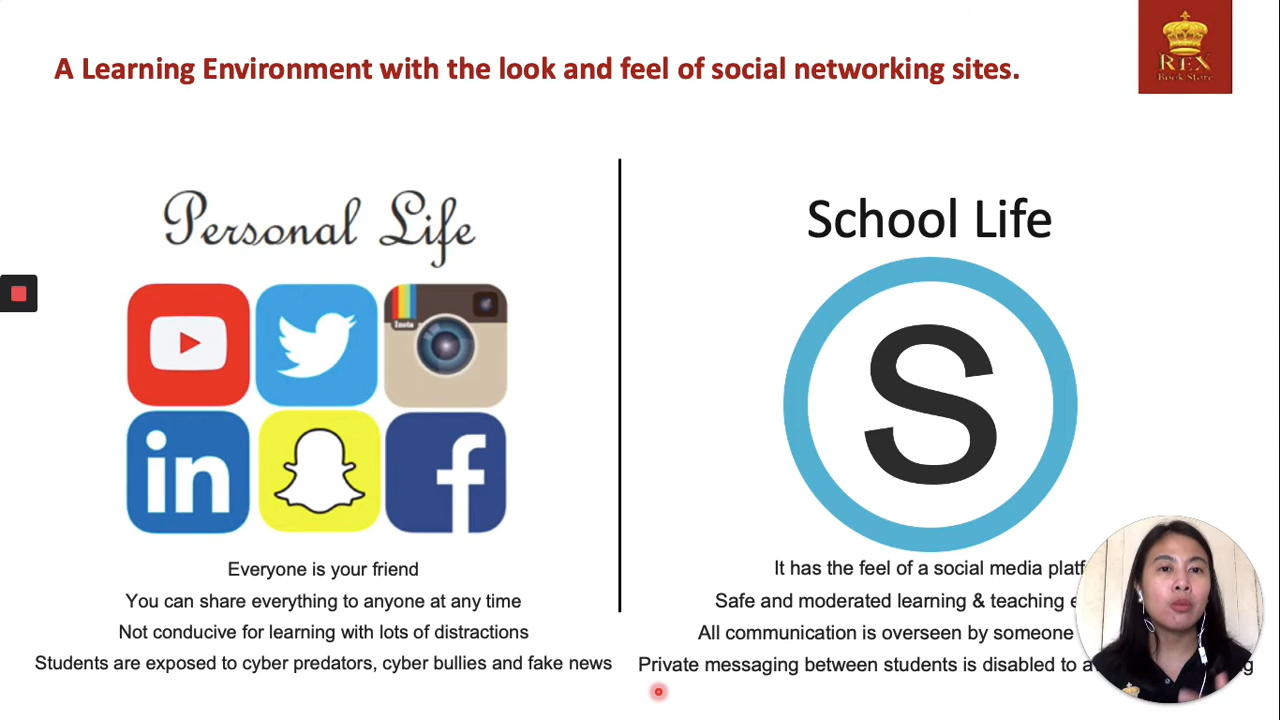 A Learning Environment with the look and feel of social networking sites.
REX
Book Store
Personal Life
School Life
Insta
in
f
S
Everyone is your friend
You can share everything to anyone at any time
Not conducive for learning with lots of distractions
Students are exposed to cyber predators, cyber bullies and fake news
It has the feel of a social media
Safe and moderated learning & teaching
All communication is overseen by someone
Private messaging between students is disabled to